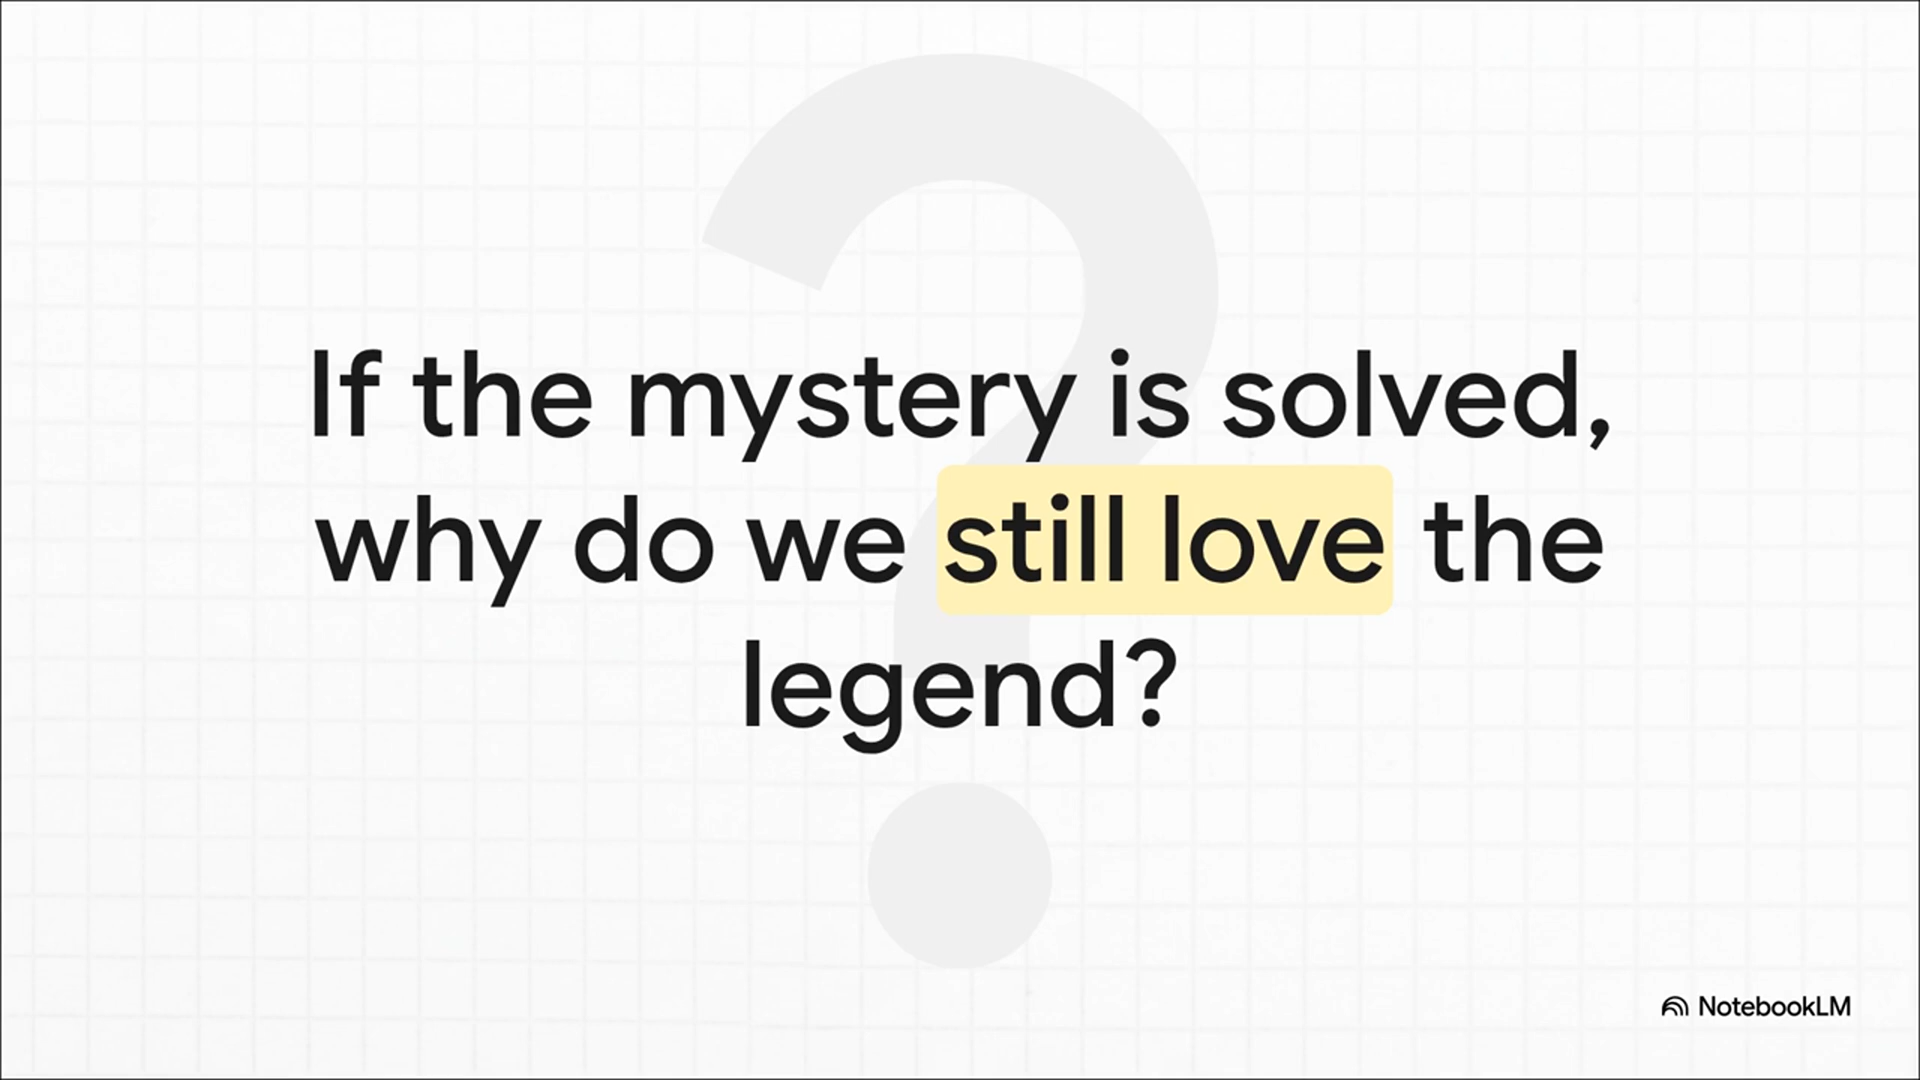 If the mystery is solved,
why do we still love the
legend?
NotebookLM